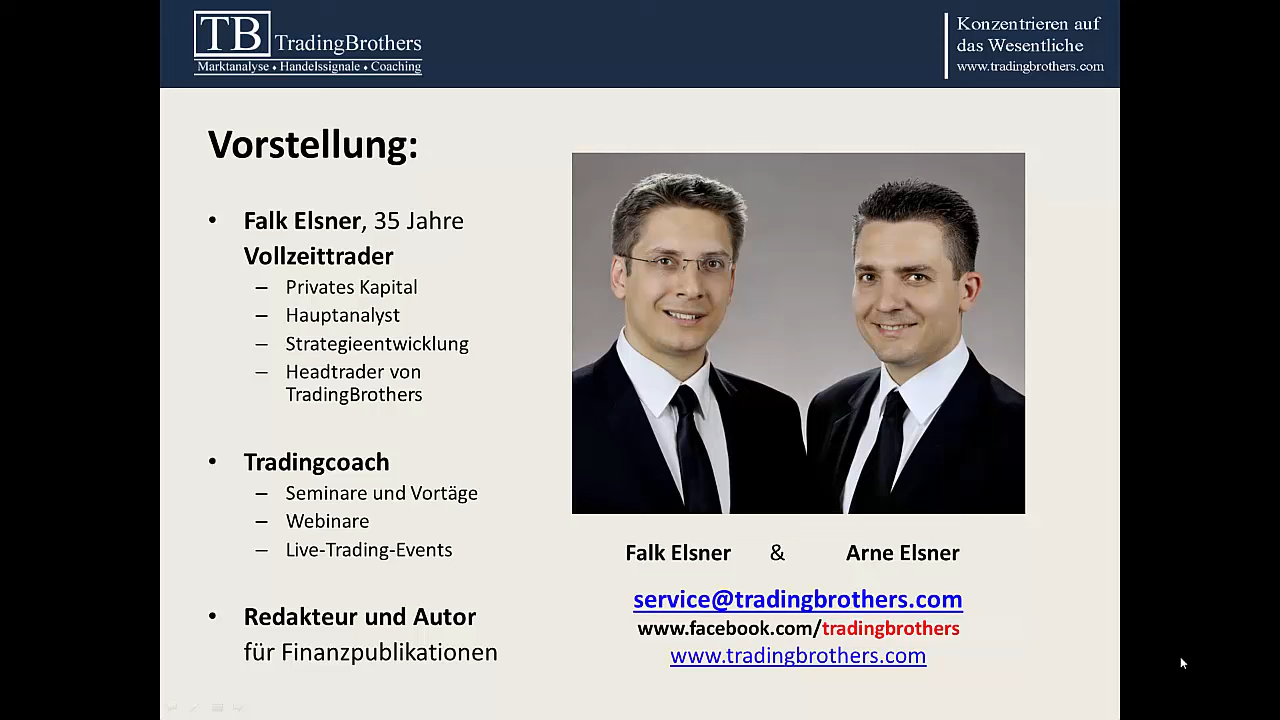 TB TradingBrothers
Marktanalyse • Handelssignale • Coaching
Konzentrieren auf
das Wesentliche
www.tradingbrothers.com
Vorstellung:
• Falk Elsner, 35 Jahre
Vollzeittrader
– Privates Kapital
– Hauptanalyst
– Strategieentwicklung
– Headtrader von
TradingBrothers
• Tradingcoach
– Seminare und Vortäge
– Webinare
– Live-Trading-Events
• Redakteur und Autor
für Finanzpublikationen
Falk Elsner & Arne Elsner
service@tradingbrothers.com
www.facebook.com/tradingbrothers
www.tradingbrothers.com